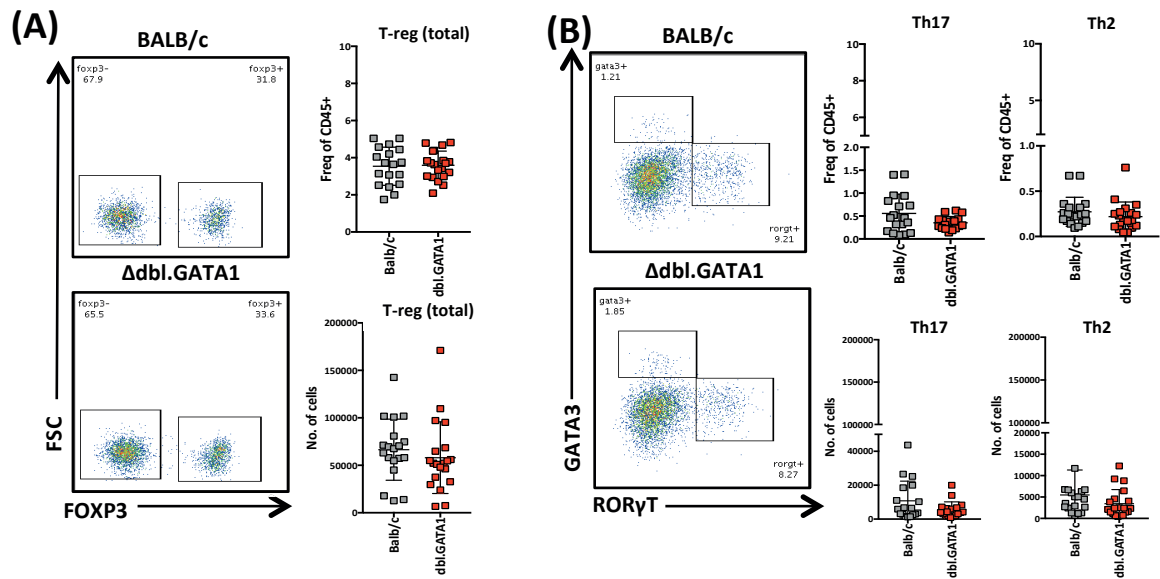 (A)
BALB/c
foxp3-
67.9
foxp3+
31.8
Δdbl.GATA1
foxp3-
65.5
foxp3+
33.6
FSC
FOXP3
T-reg (total)
Freq of CD45+
10
8
6
4
2
0
Balb/c
dbl.GATA1
T-reg (total)
No. of cells
200000
150000
100000
50000
0
Balb/c-
dbl.GATA1
(B)
BALB/c
gata3+
1.21
rorgt+
9.21
Δdbl.GATA1
gata3+
1.85
rorgt+
8.27
GATA3
RORγT
Th17
Freq of CD45+
10
8
6
2.0
1.5
1.0
0.5
0.0
Balb/c
dbl.GATA1
Th2
Freq of CD45+
10
5
1.0
0.5
0.0
Balb/c
dbl.GATA1
Th17
No. of cells
200000
150000
100000
40000
20000
0
Balb/c
dbl.GATA1
Th2
No. of cells
200000
150000
100000
20000
15000
10000
5000
0
Balb/c
dbl.GATA1